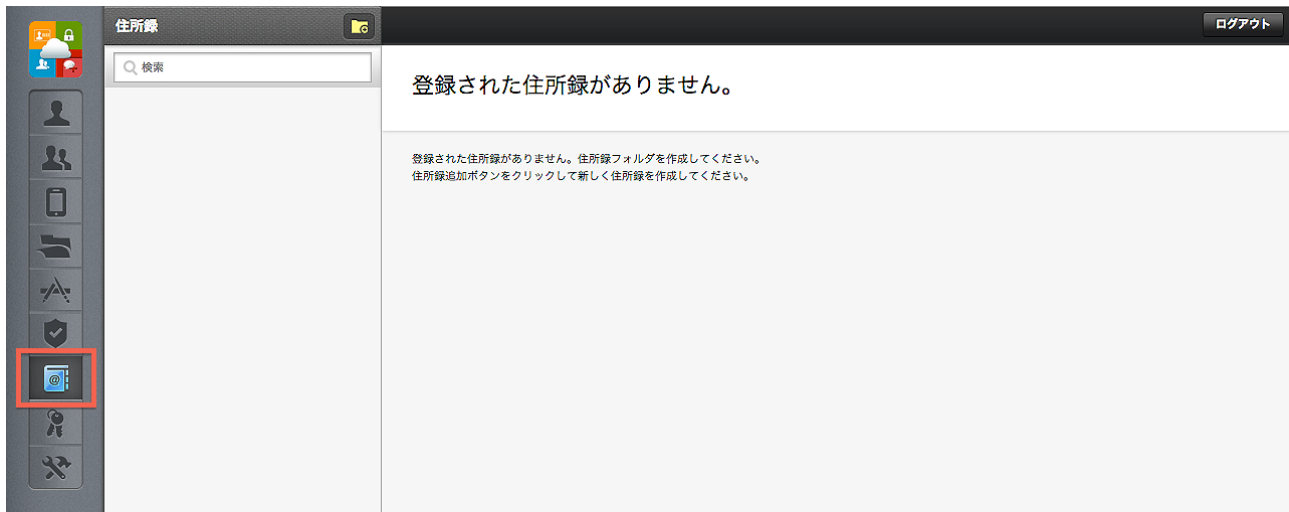 住所録
ログアウト
検索
登録された住所録がありません。
登録された住所録がありません。住所録フォルダを作成してください。
住所録追加ボタンをクリックして新しく住所録を作成してください。
@